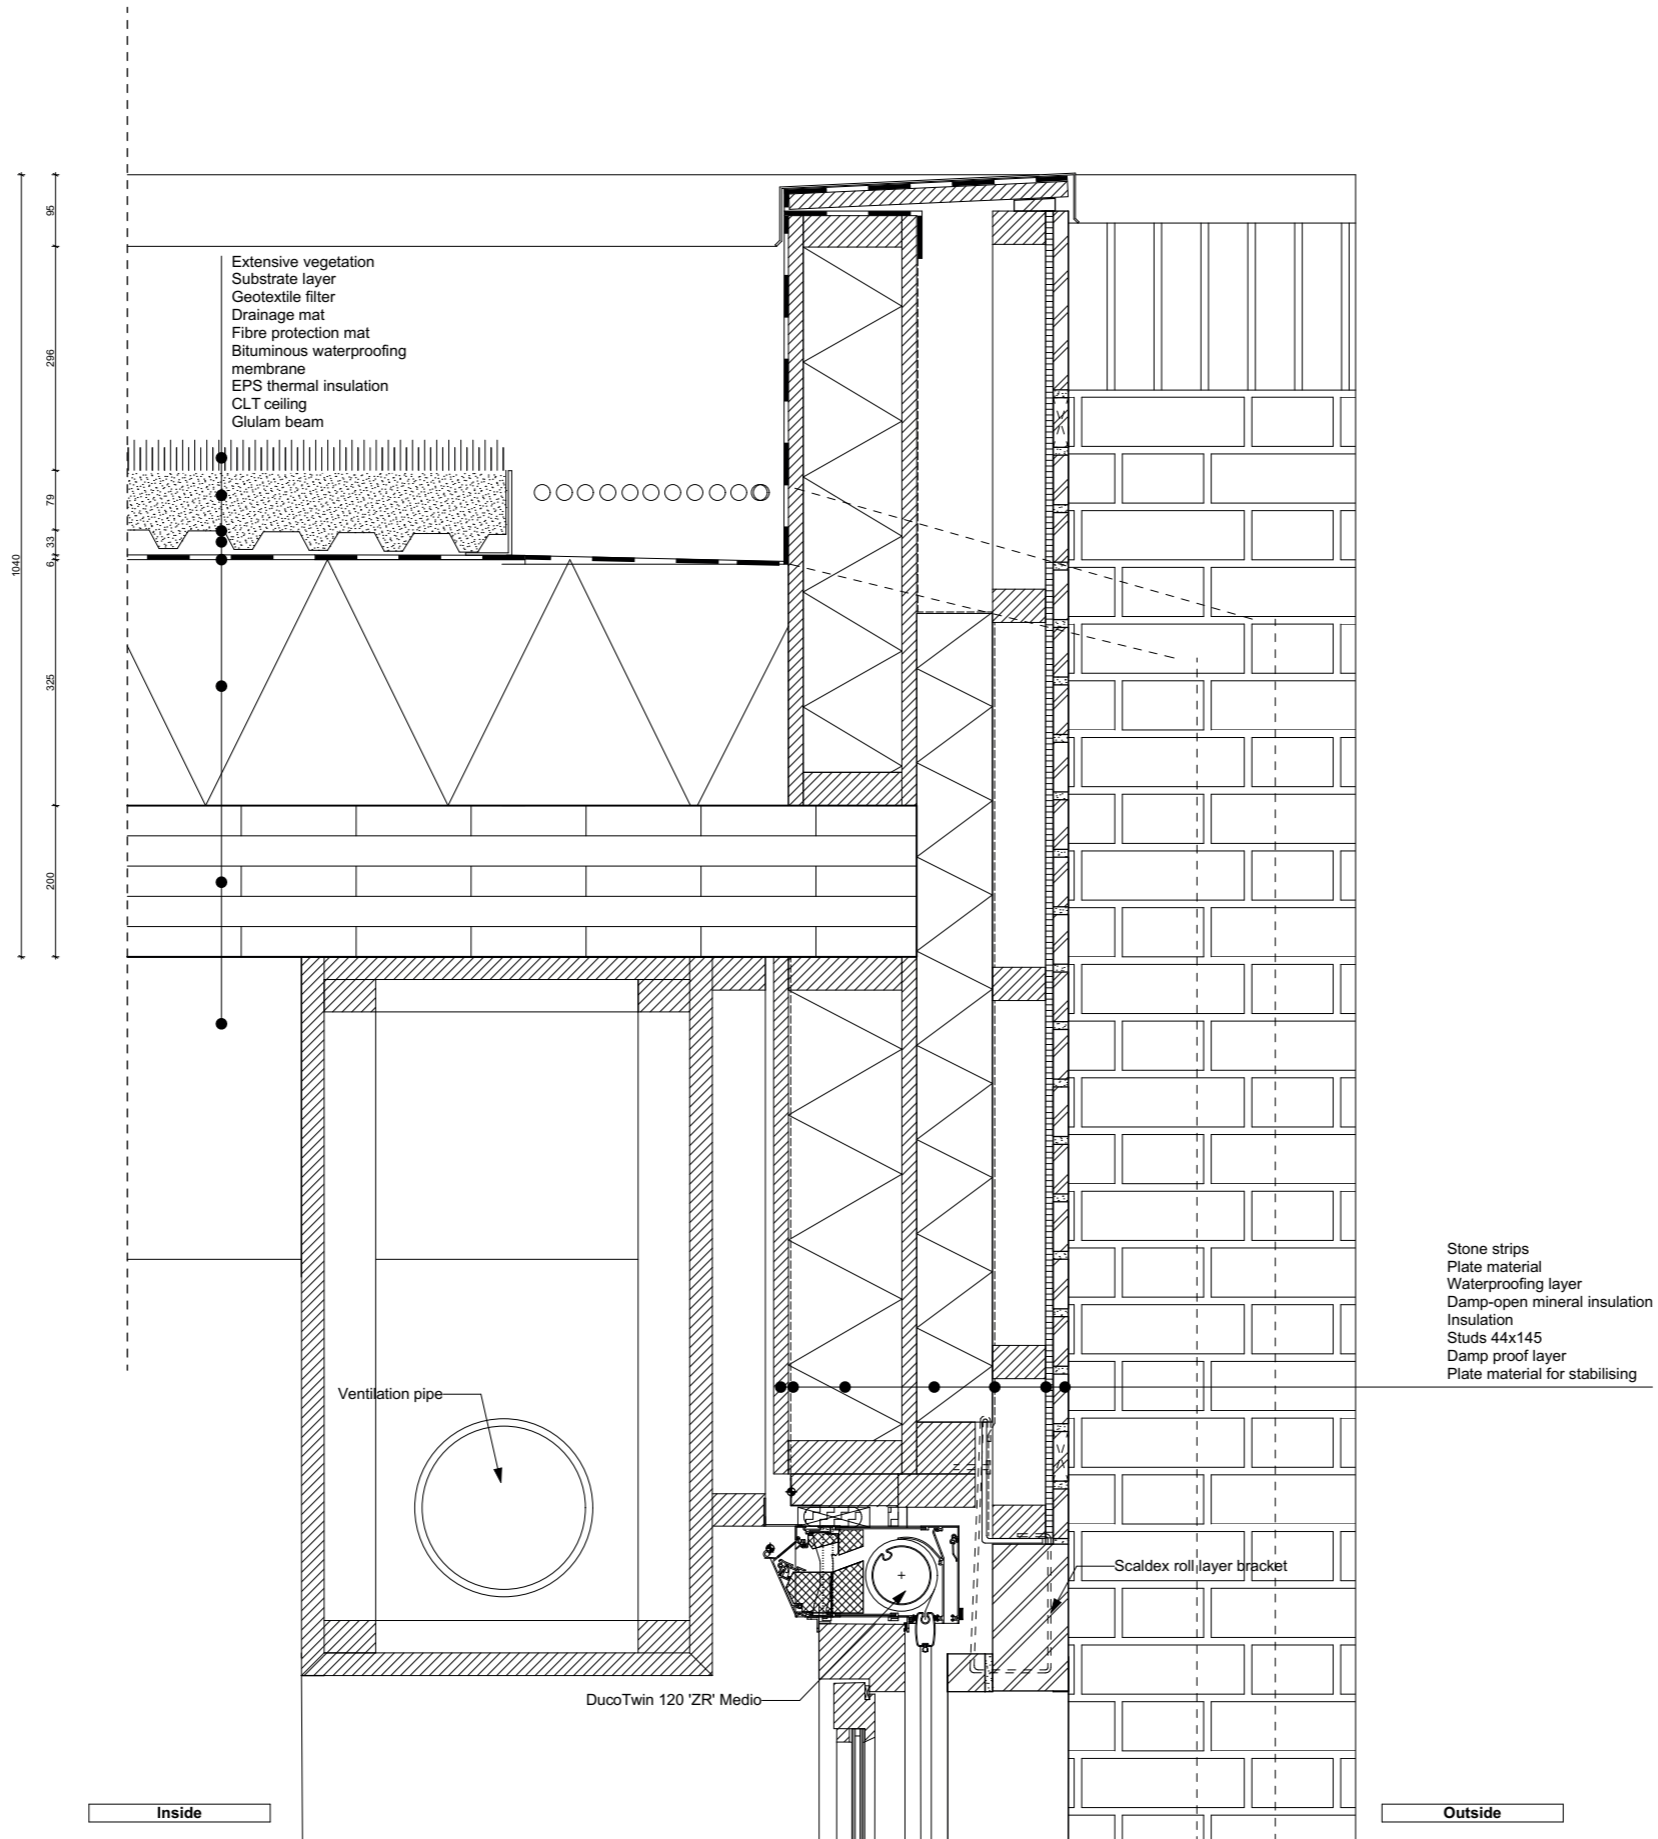 95
Extensive vegetation
Substrate layer
Geotextile filter
Drainage mat
Fibre protection mat
Bituminous waterproofing
membrane
EPS thermal insulation
CLT ceiling
Glulam beam
296
79
33
6
1040
325
200
Stone strips
Plate material
Waterproofing layer
Damp-open mineral insulation
Insulation
Studs 44x145
Damp proof layer
Plate material for stabilising
Ventilation pipe
Scaldex roll layer bracket
DucoTwin 120 'ZR' Medio
Inside
Outside